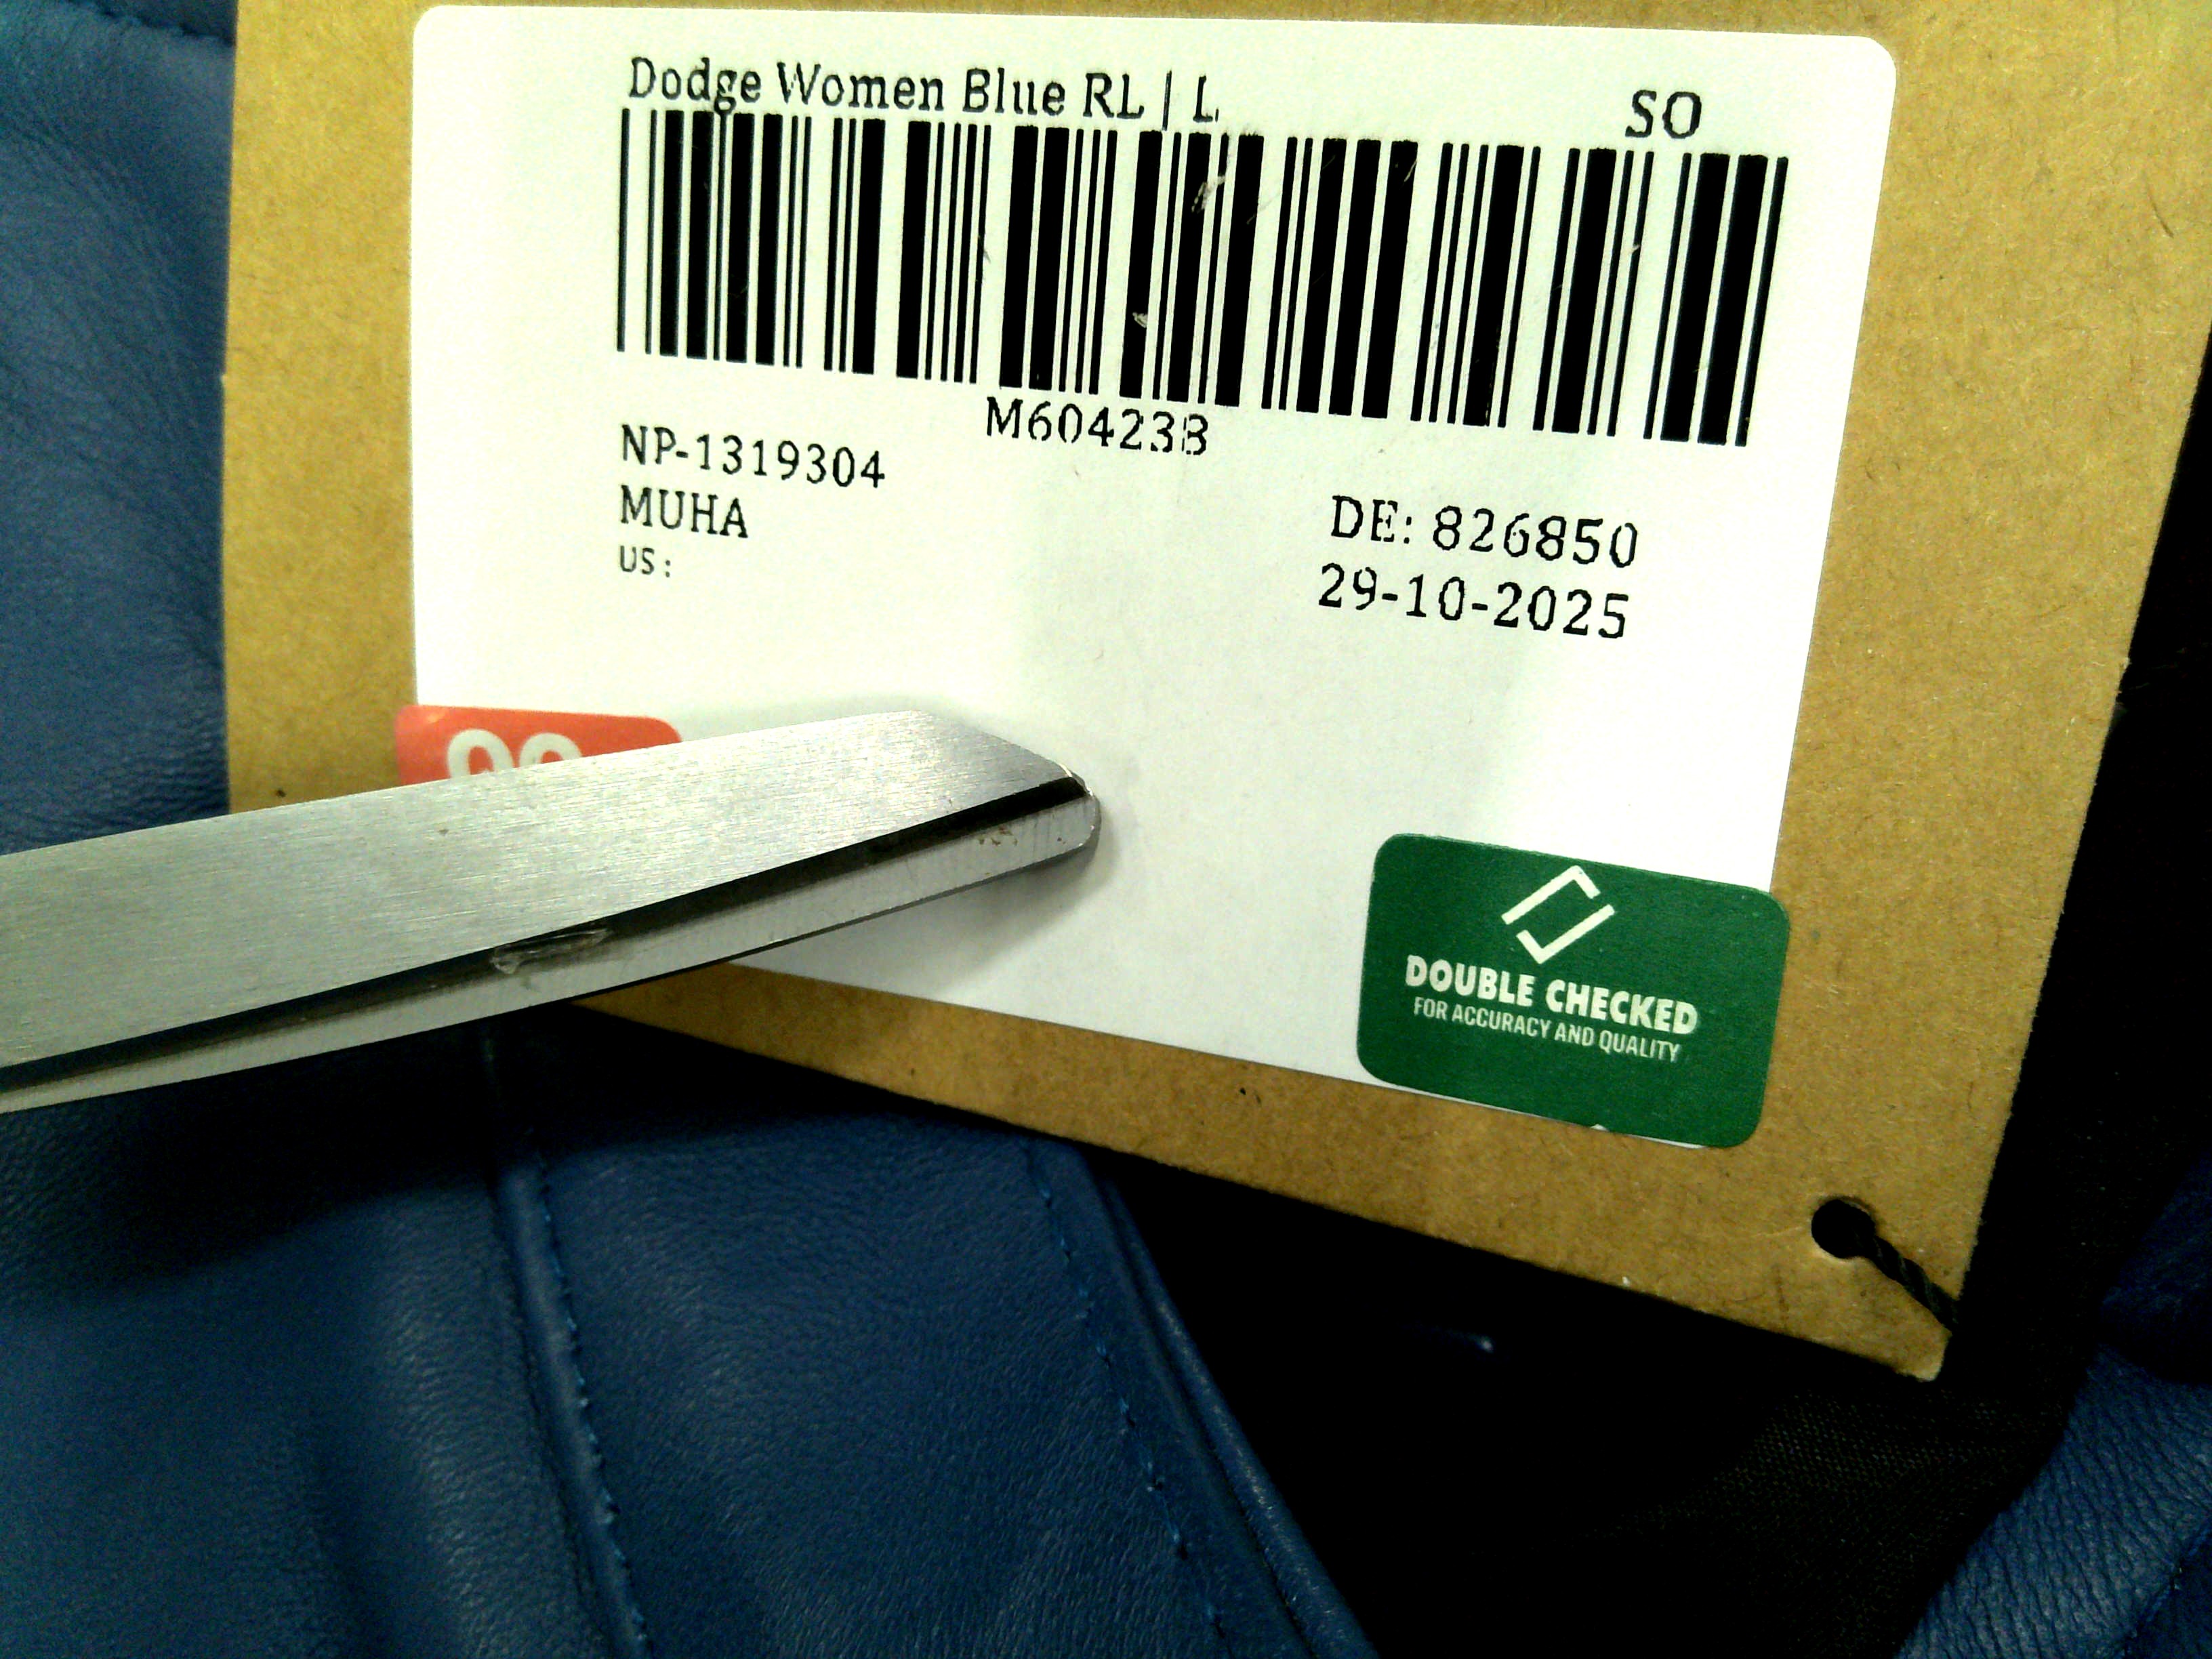 Dodge Women Blue RL | L
SO
M604238
NP-1319304
MUHA
US :
DE: 826850
29-10-2025
DOUBLE CHECKED
FOR ACCURACY AND QUALITY